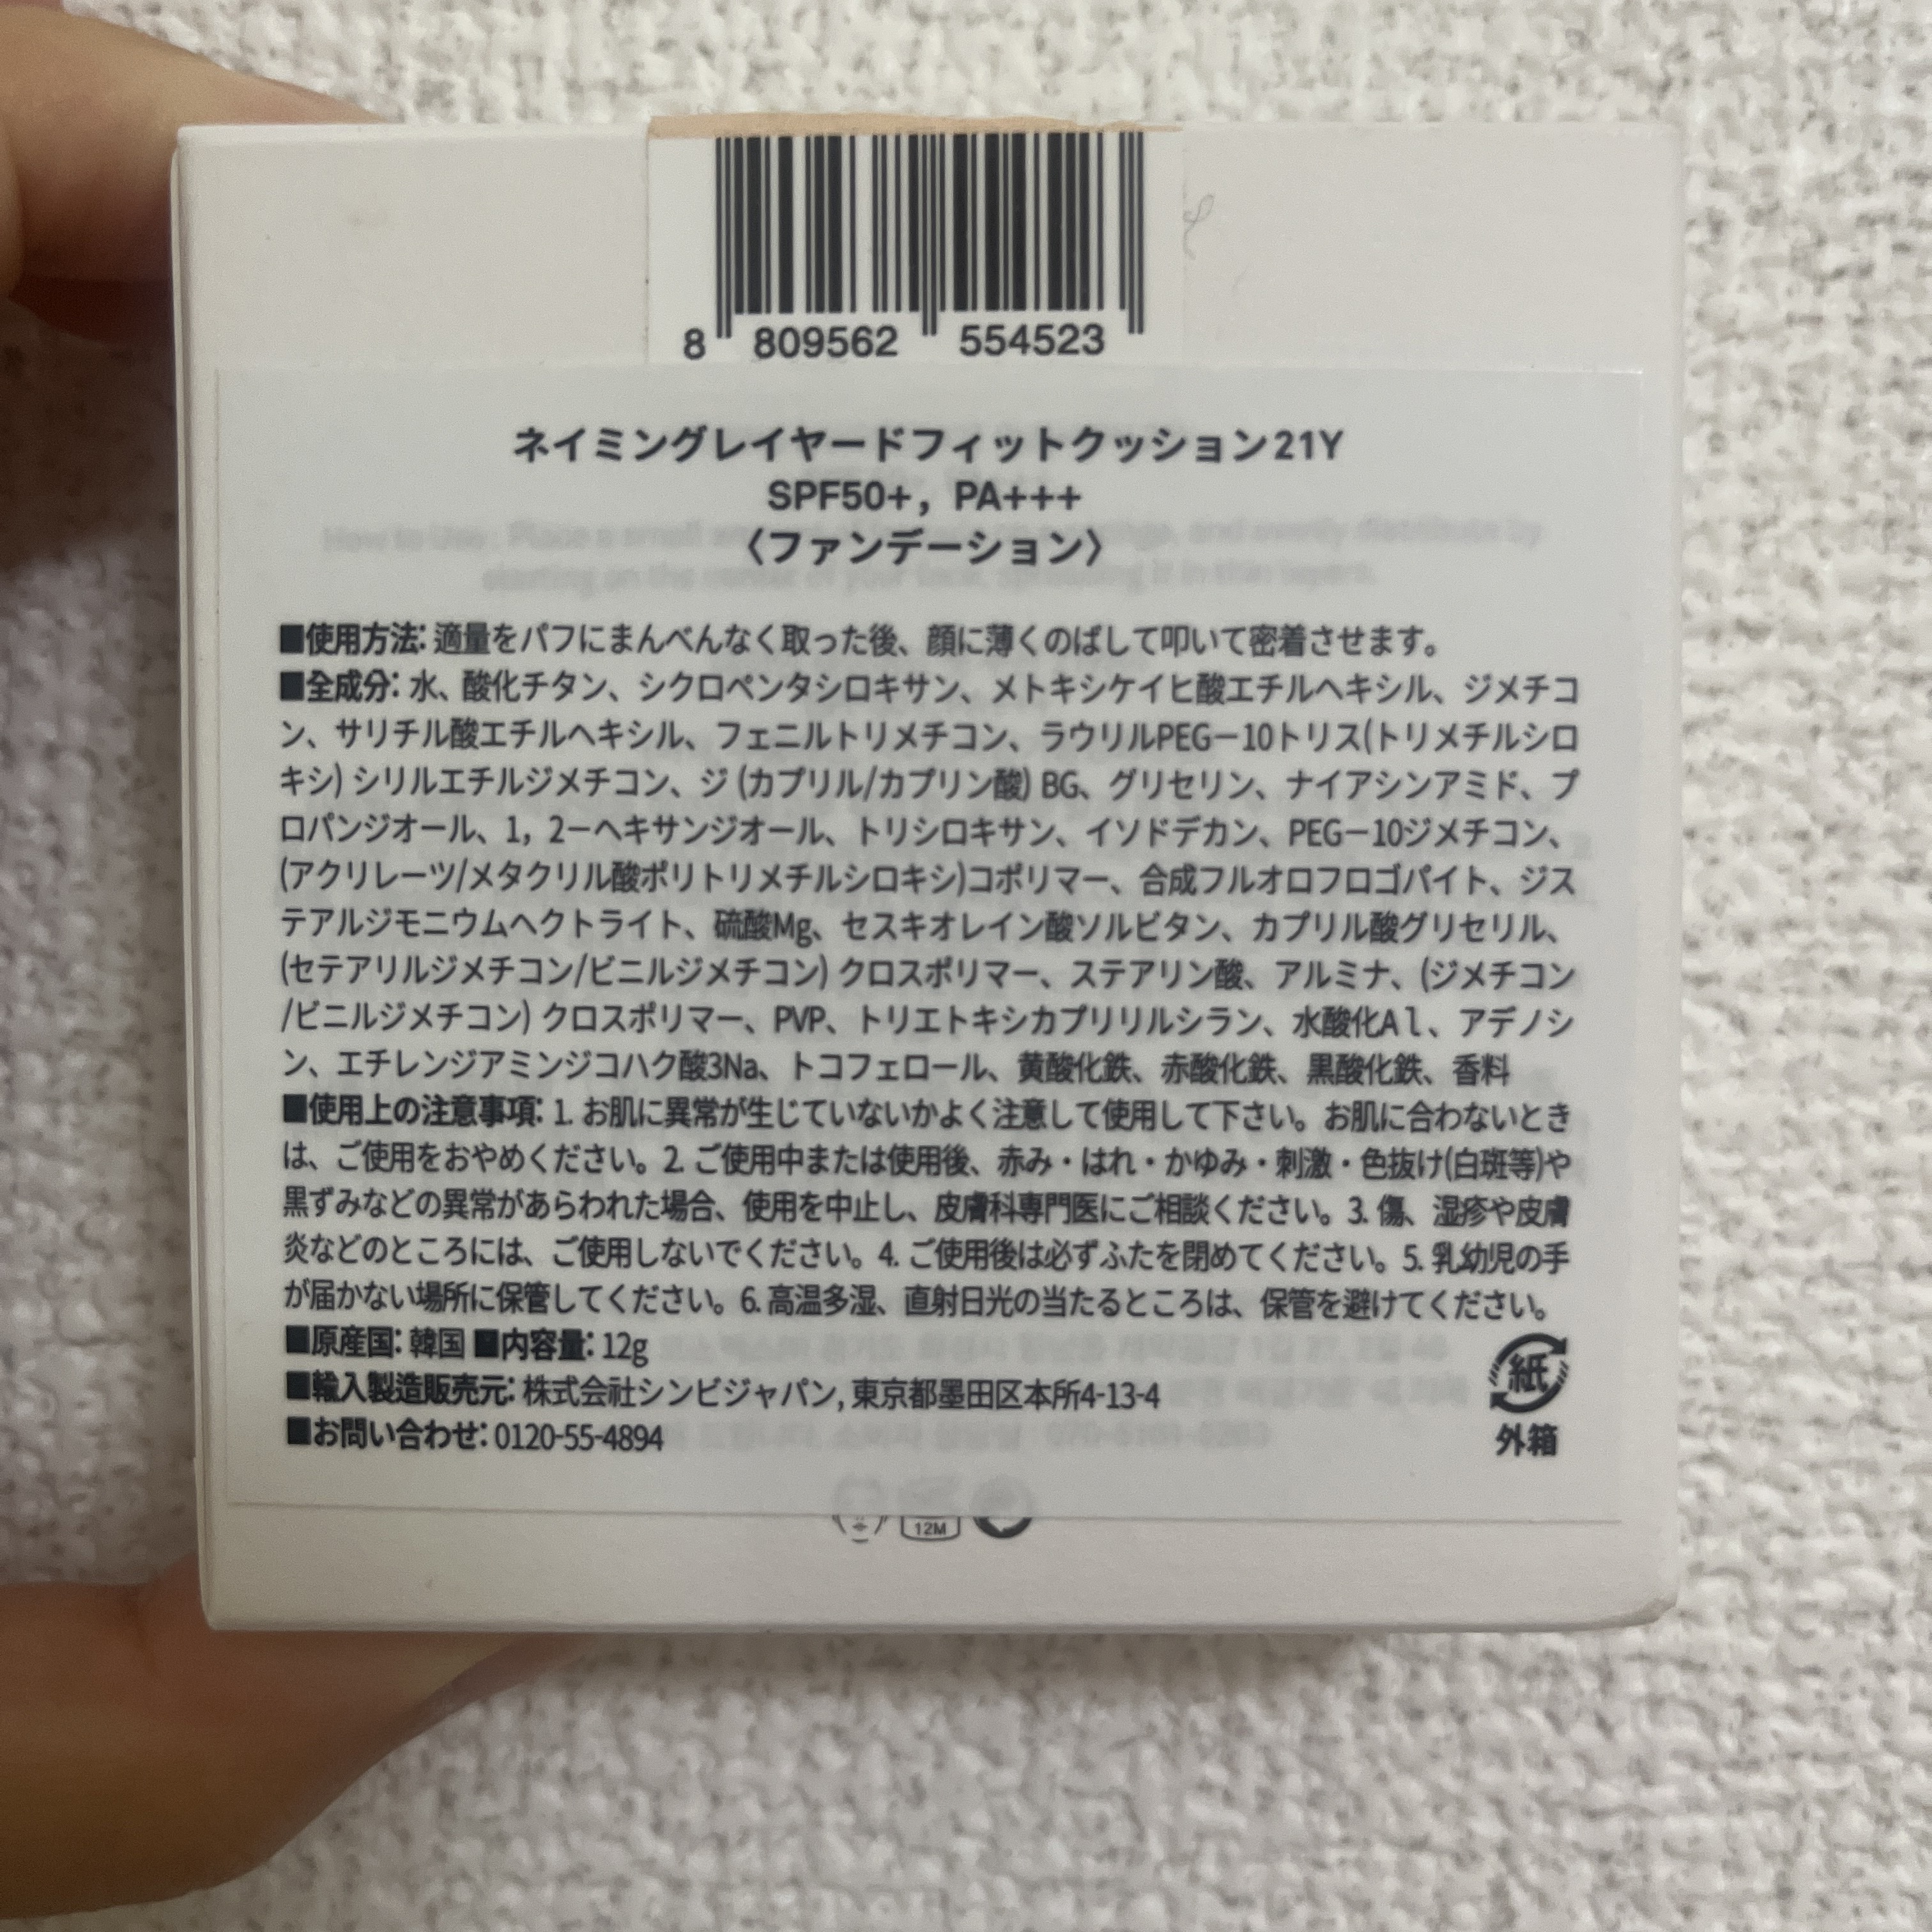 8 809562 554523
ネイミングレイヤードフィットクッション21Y
SPF50+, PA+++
〈ファンデーション〉
■使用方法: 適量をパフにまんべんなく取った後、顔に薄くのばして叩いて密着させます。
■全成分: 水、酸化チタン、シクロペンタシロキサン、メトキシケイヒ酸エチルヘキシル、ジメチコ
ン、サリチル酸エチルヘキシル、フェニルトリメチコン、ラウリルPEG－10トリス(トリメチルシロ
キシ) シリルエチルジメチコン、ジ (カプリル/カプリン酸) BG、グリセリン、ナイアシンアミド、プ
ロパンジオール、1，2－ヘキサンジオール、トリシロキサン、イソドデカン、PEG－10ジメチコン、
(アクリレーツ/メタクリル酸ポリトリメチルシロキシ)コポリマー、合成フルオロフロゴパイト、ジス
テアルジモニウムヘクトライト、硫酸Mg、セスキオレイン酸ソルビタン、カプリル酸グリセリル、
(セテアリルジメチコン/ビニルジメチコン) クロスポリマー、ステアリン酸、アルミナ、(ジメチコン
/ビニルジメチコン) クロスポリマー、PVP、トリエトキシカプリリルシラン、水酸化Aｌ、アデノシ
ン、エチレンジアミンジコハク酸3Na、トコフェロール、黄酸化鉄、赤酸化鉄、黒酸化鉄、香料
■使用上の注意事項: 1. お肌に異常が生じていないかよく注意して使用して下さい。お肌に合わないとき
は、ご使用をおやめください。2. ご使用中または使用後、赤み・はれ・かゆみ・刺激・色抜け(白斑等)や
黒ずみなどの異常があらわれた場合、使用を中止し、皮膚科専門医にご相談ください。3. 傷、湿疹や皮膚
炎などのところには、ご使用しないでください。4. ご使用後は必ずふたを閉めてください。5. 乳幼児の手
が届かない場所に保管してください。6. 高温多湿、直射日光の当たるところは、保管を避けてください。
■原産国: 韓国 ■内容量: 12g
■輸入製造販売元: 株式会社シンビジャパン, 東京都墨田区本所4-13-4
■お問い合わせ: 0120-55-4894
紙
外箱
12M